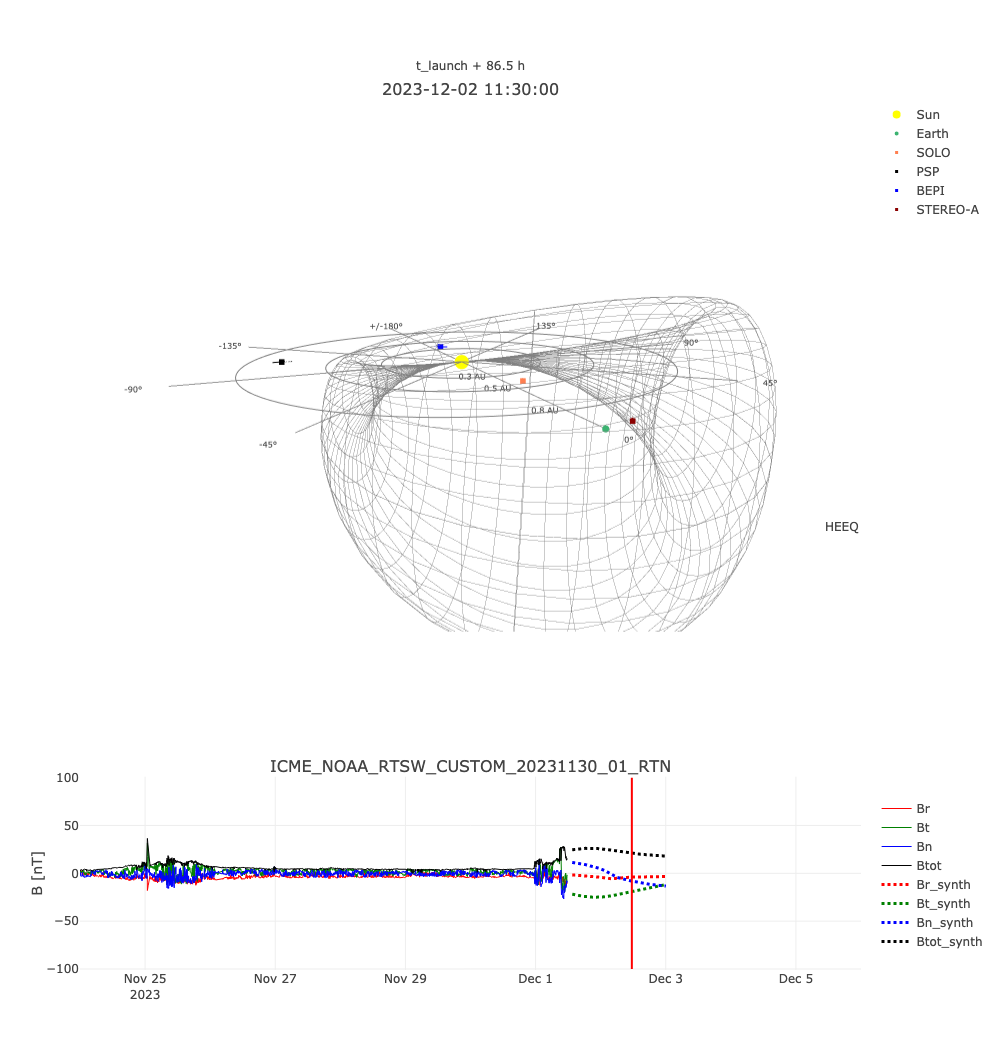 t_launch + 86.5 h
2023-12-02 11:30:00
Sun
Earth
SOLO
PSP
BEPI
STEREO-A
+/-180°
135°
-135°
90°
0.3 AU
45°
-90°
0.5 AU
0.8 AU
-45°
0°
HEEQ
ICME_NOAA_RTSW_CUSTOM_20231130_01_RTN
B [nT]
100
50
0
−50
−100
Nov 25
2023
Nov 27
Nov 29
Dec 1
Dec 3
Dec 5
Br
Bt
Bn
Btot
Br_synth
Bt_synth
Bn_synth
Btot_synth